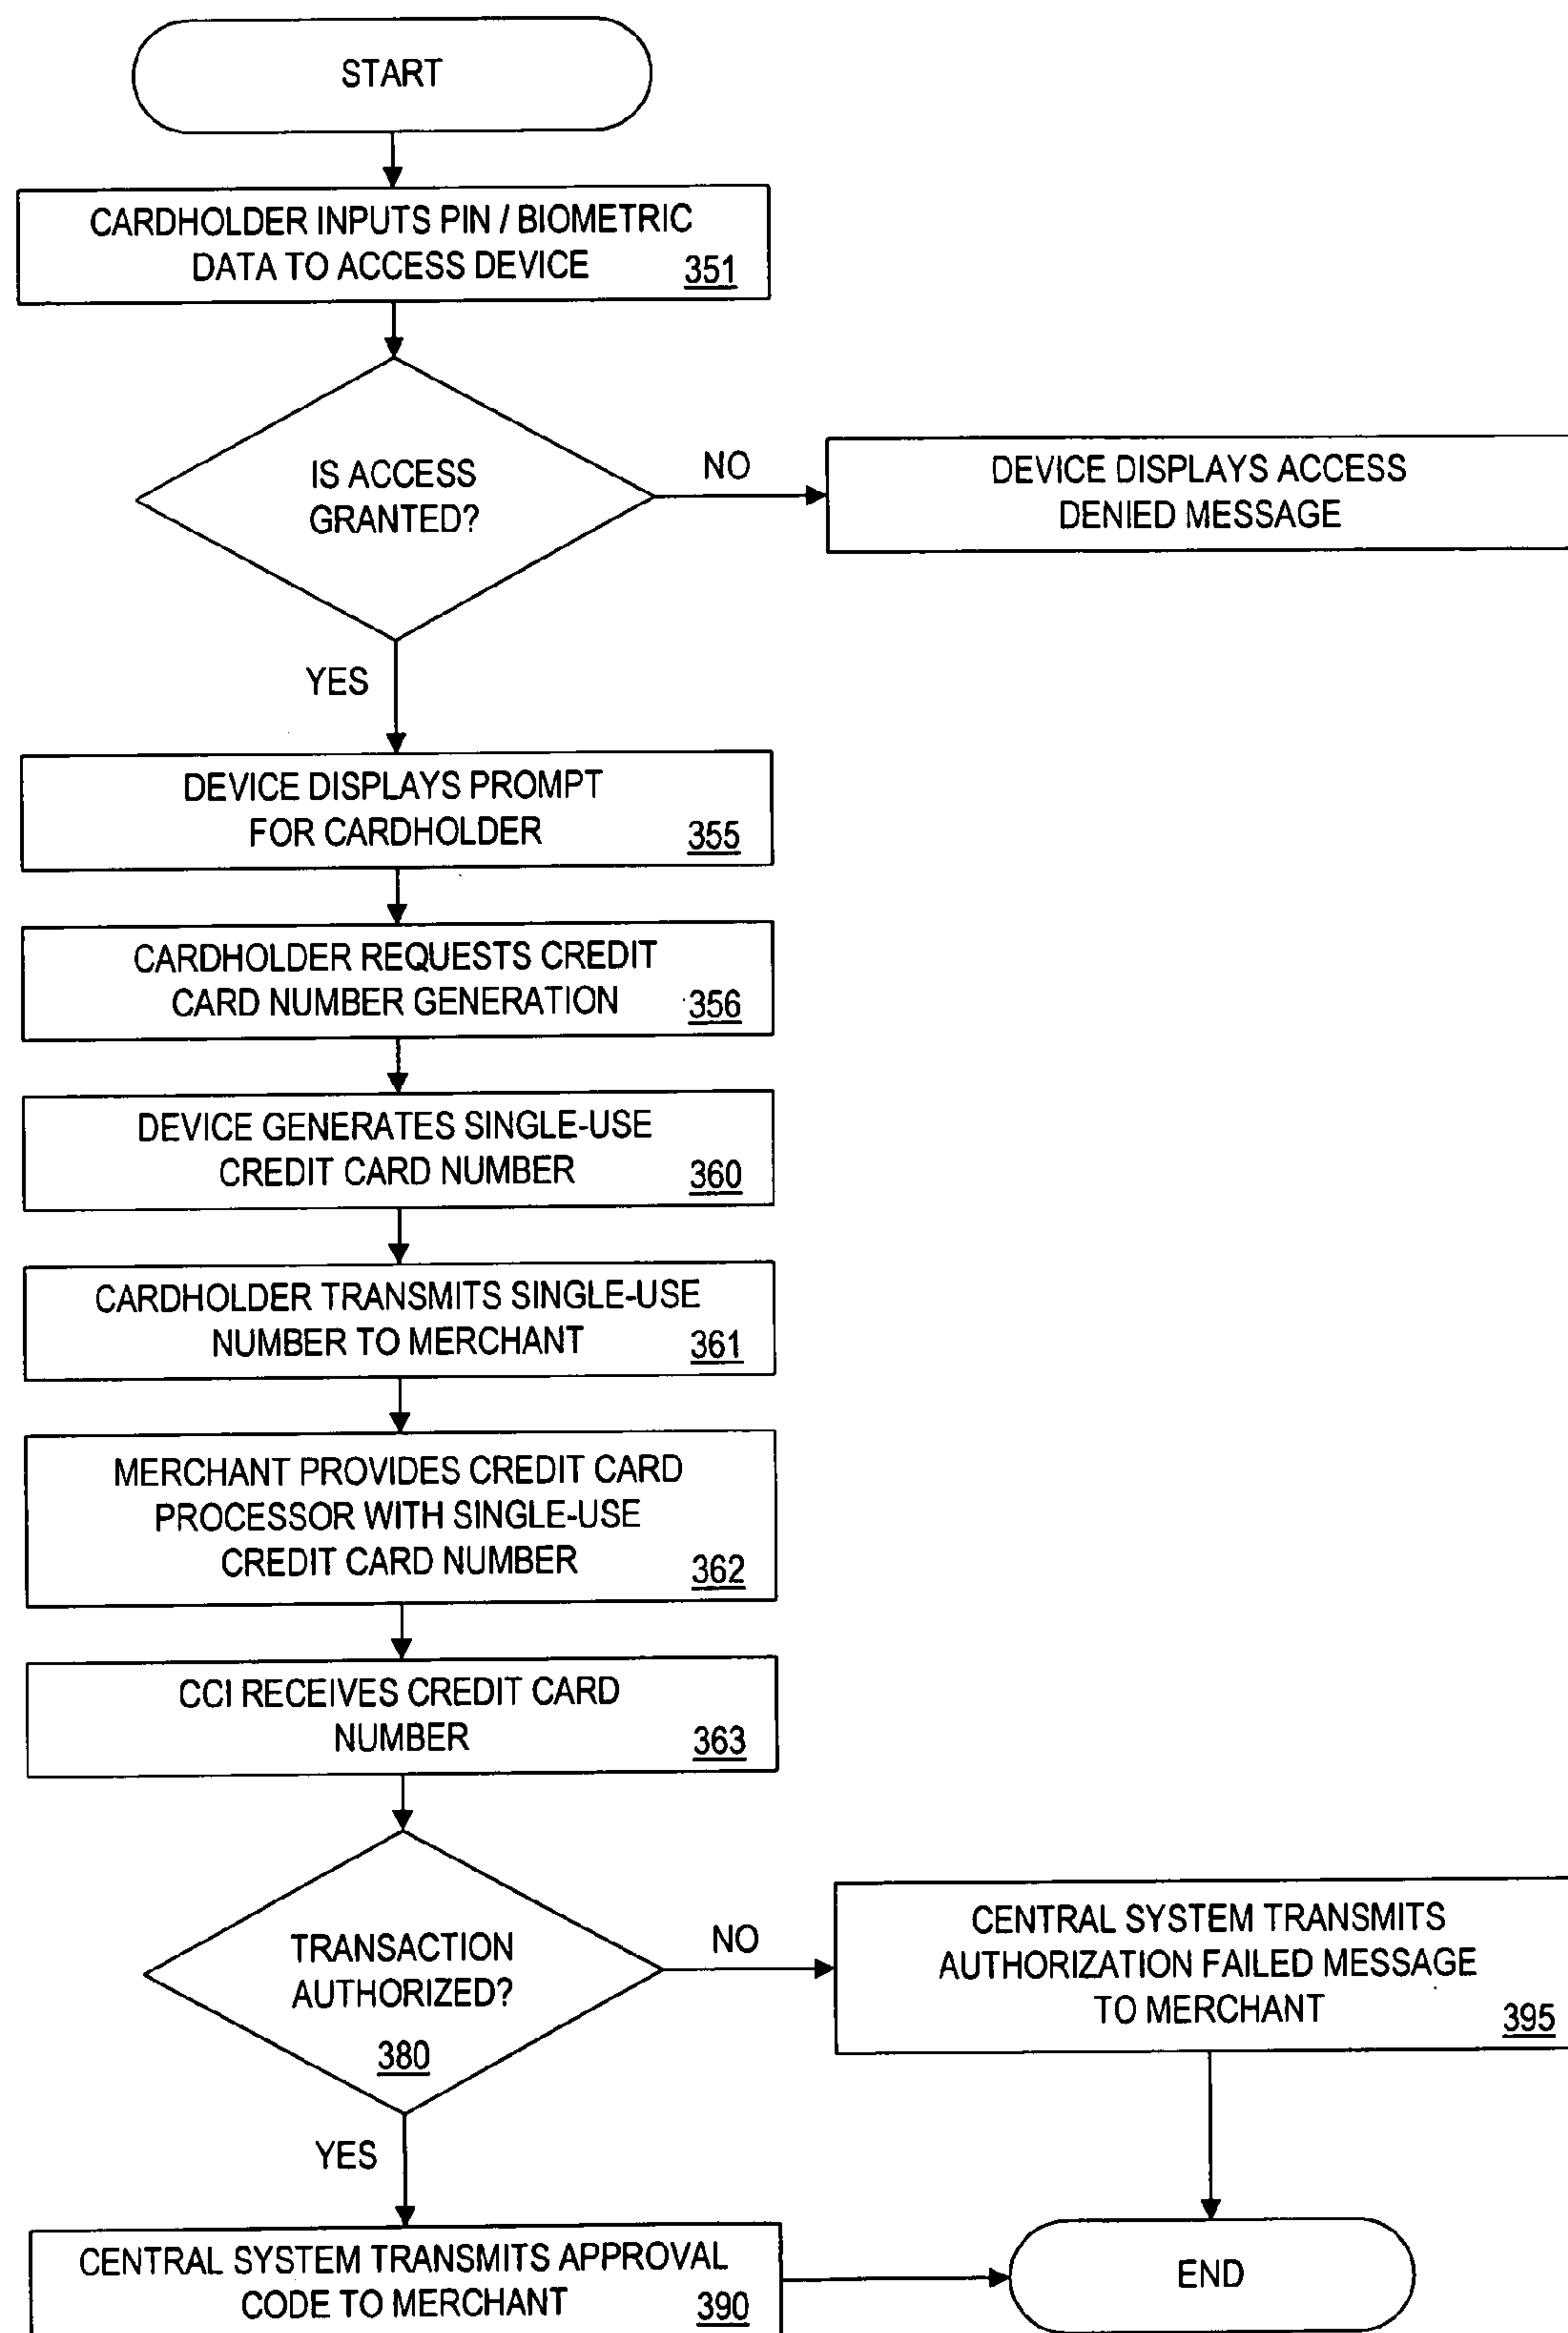 START
CARDHOLDER INPUTS PIN / BIOMETRIC
DATA TO ACCESS DEVICE 351
IS ACCESS
GRANTED?
NO
DEVICE DISPLAYS ACCESS
DENIED MESSAGE
YES
DEVICE DISPLAYS PROMPT
FOR CARDHOLDER 355
CARDHOLDER REQUESTS CREDIT
CARD NUMBER GENERATION 356
DEVICE GENERATES SINGLE-USE
CREDIT CARD NUMBER 360
CARDHOLDER TRANSMITS SINGLE-USE
NUMBER TO MERCHANT 361
MERCHANT PROVIDES CREDIT CARD
PROCESSOR WITH SINGLE-USE
CREDIT CARD NUMBER 362
CCI RECEIVES CREDIT CARD
NUMBER 363
TRANSACTION
AUTHORIZED?
380
NO
CENTRAL SYSTEM TRANSMITS
AUTHORIZATION FAILED MESSAGE
TO MERCHANT 395
YES
CENTRAL SYSTEM TRANSMITS APPROVAL
CODE TO MERCHANT 390
END